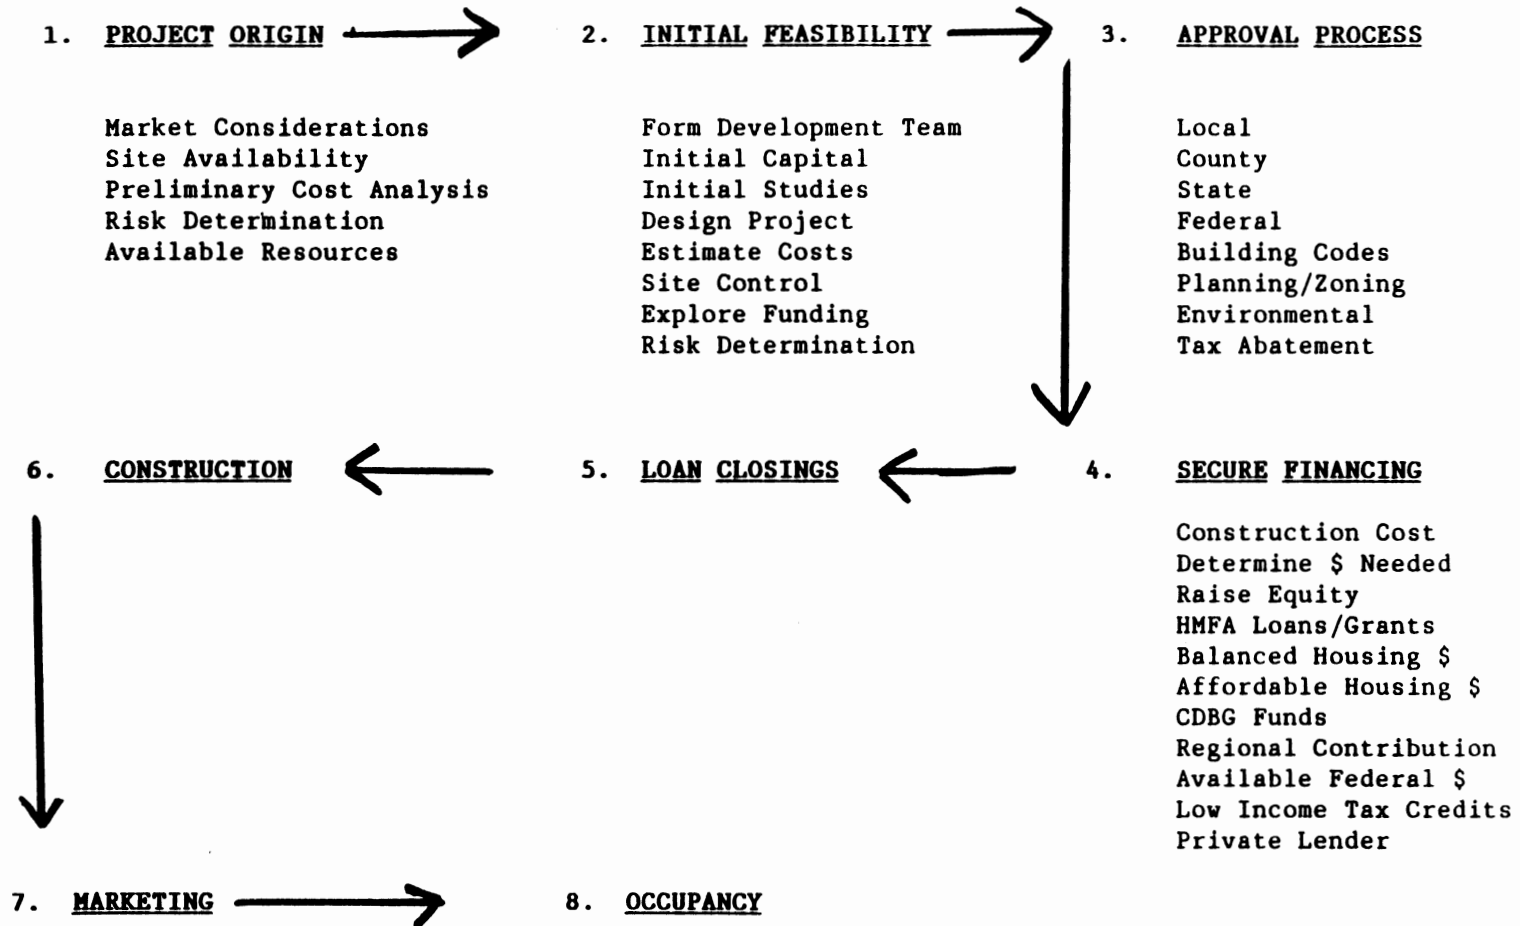 1. PROJECT ORIGIN
Market Considerations
Site Availability
Preliminary Cost Analysis
Risk Determination
Available Resources
2. INITIAL FEASIBILITY
Form Development Team
Initial Capital
Initial Studies
Design Project
Estimate Costs
Site Control
Explore Funding
Risk Determination
3. APPROVAL PROCESS
Local
County
State
Federal
Building Codes
Planning/Zoning
Environmental
Tax Abatement
4. SECURE FINANCING
Construction Cost
Determine $ Needed
Raise Equity
HMFA Loans/Grants
Balanced Housing $
Affordable Housing $
CDBG Funds
Regional Contribution
Available Federal $
Low Income Tax Credits
Private Lender
5. LOAN CLOSINGS
6. CONSTRUCTION
7. MARKETING
8. OCCUPANCY